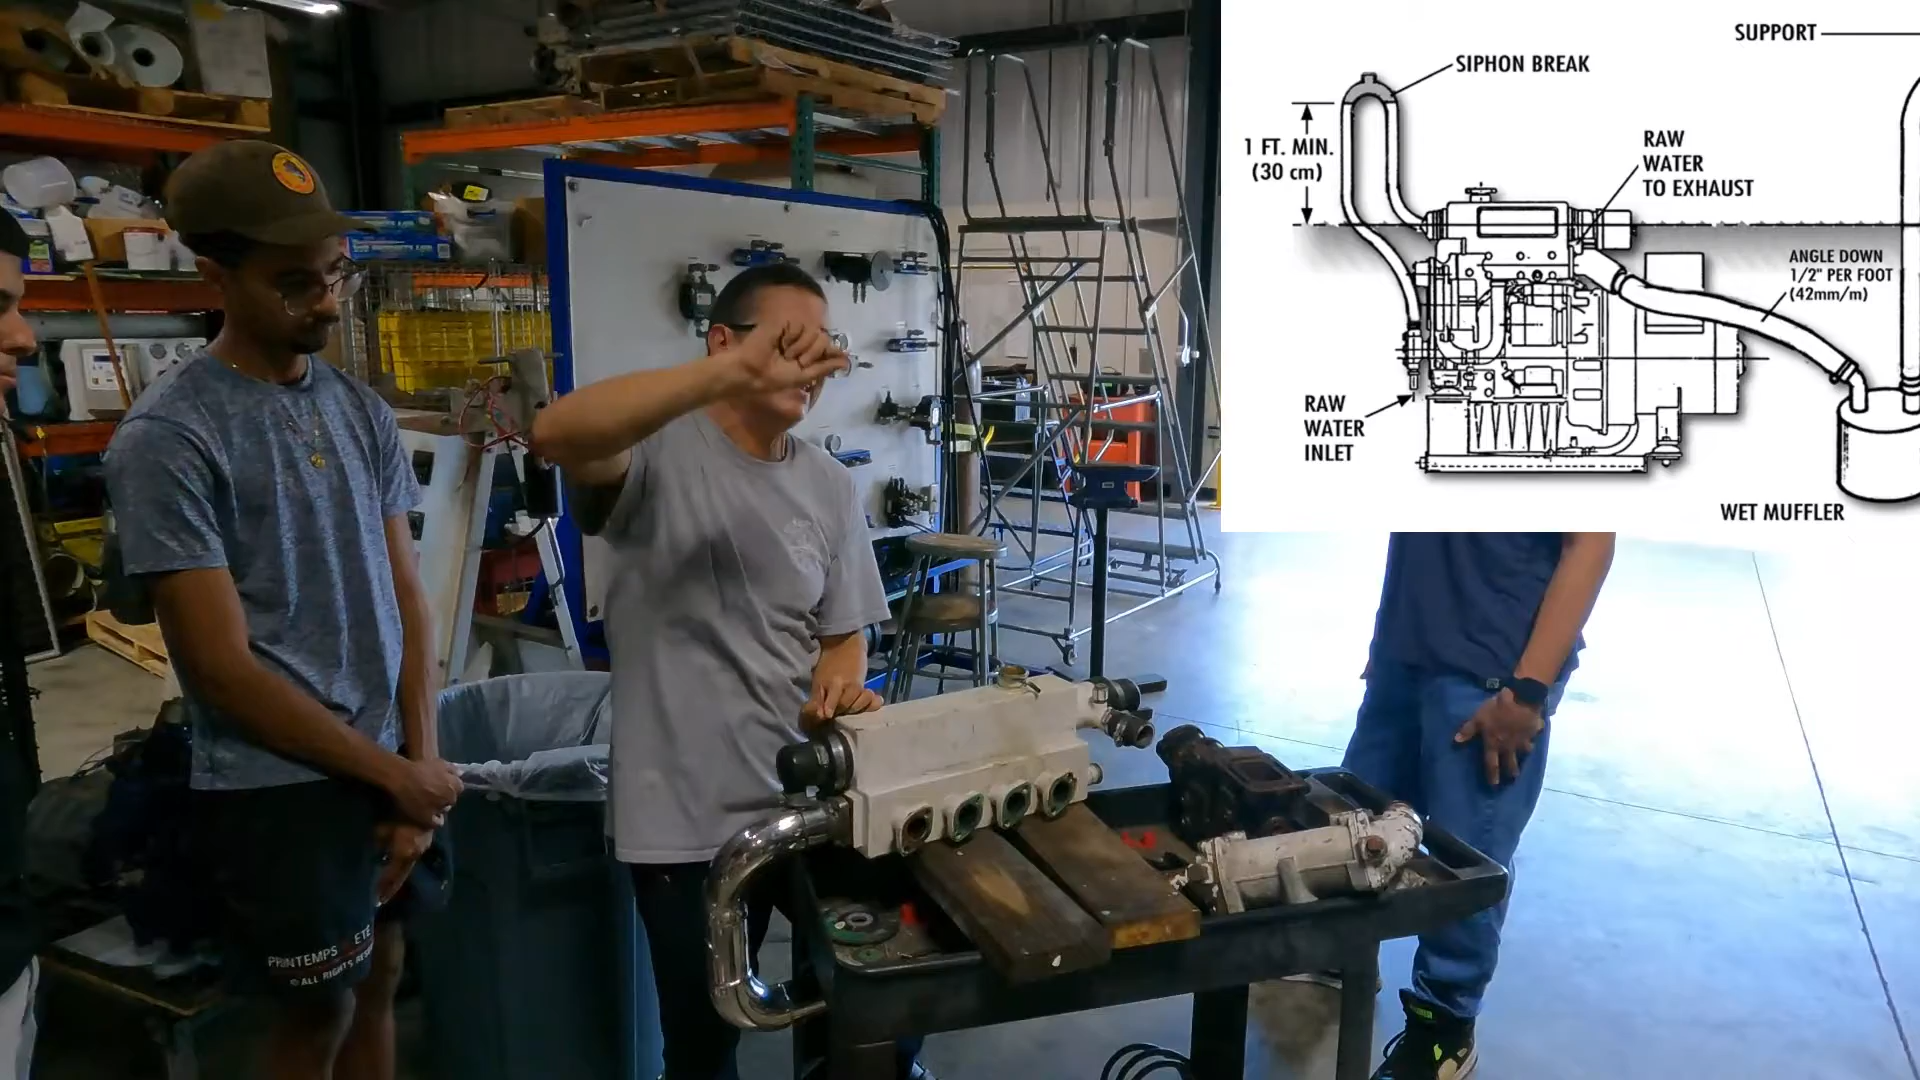 SUPPORT
SIPHON BREAK
1 FT. MIN.
(30 cm)
RAW
WATER
TO EXHAUST
ANGLE DOWN
1/2" PER FOOT
(42mm/m)
RAW
WATER
INLET
WET MUFFLER
PRINTEMPS ETE
© ALL RIGHTS